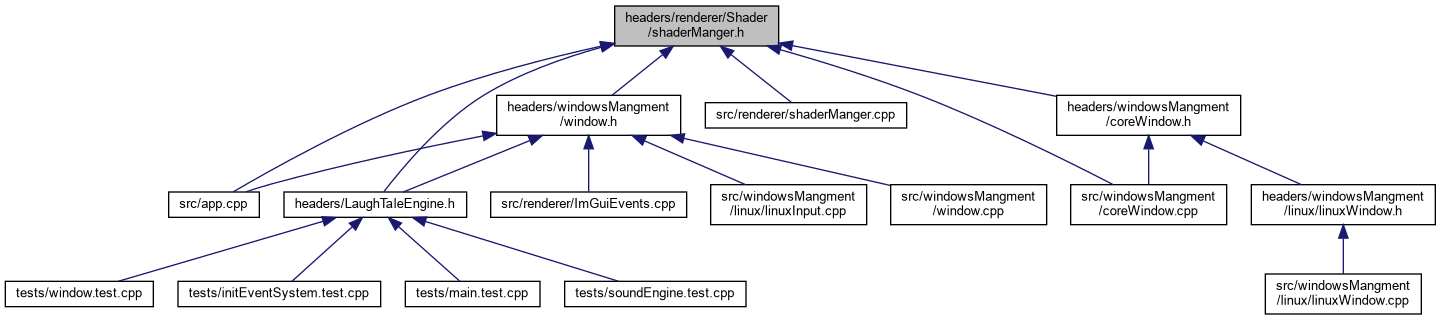 headers/renderer/Shader
/shaderManger.h
headers/windowsMangment
/window.h
src/renderer/shaderManger.cpp
headers/windowsMangment
/coreWindow.h
src/app.cpp
headers/LaughTaleEngine.h
src/renderer/ImGuiEvents.cpp
src/windowsMangment
/linux/linuxInput.cpp
src/windowsMangment
/window.cpp
src/windowsMangment
/coreWindow.cpp
headers/windowsMangment
/linux/linuxWindow.h
tests/window.test.cpp
tests/initEventSystem.test.cpp
tests/main.test.cpp
tests/soundEngine.test.cpp
src/windowsMangment
/linux/linuxWindow.cpp